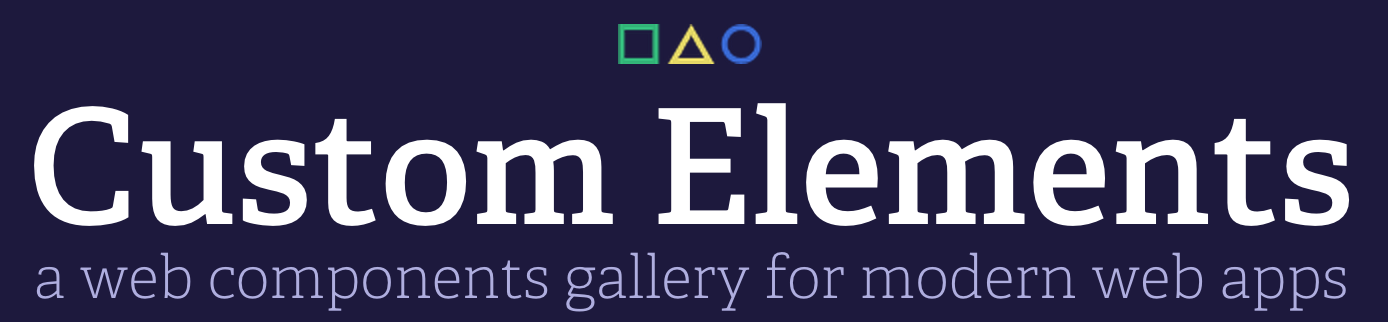 Custom Elements
a web components gallery for modern web apps